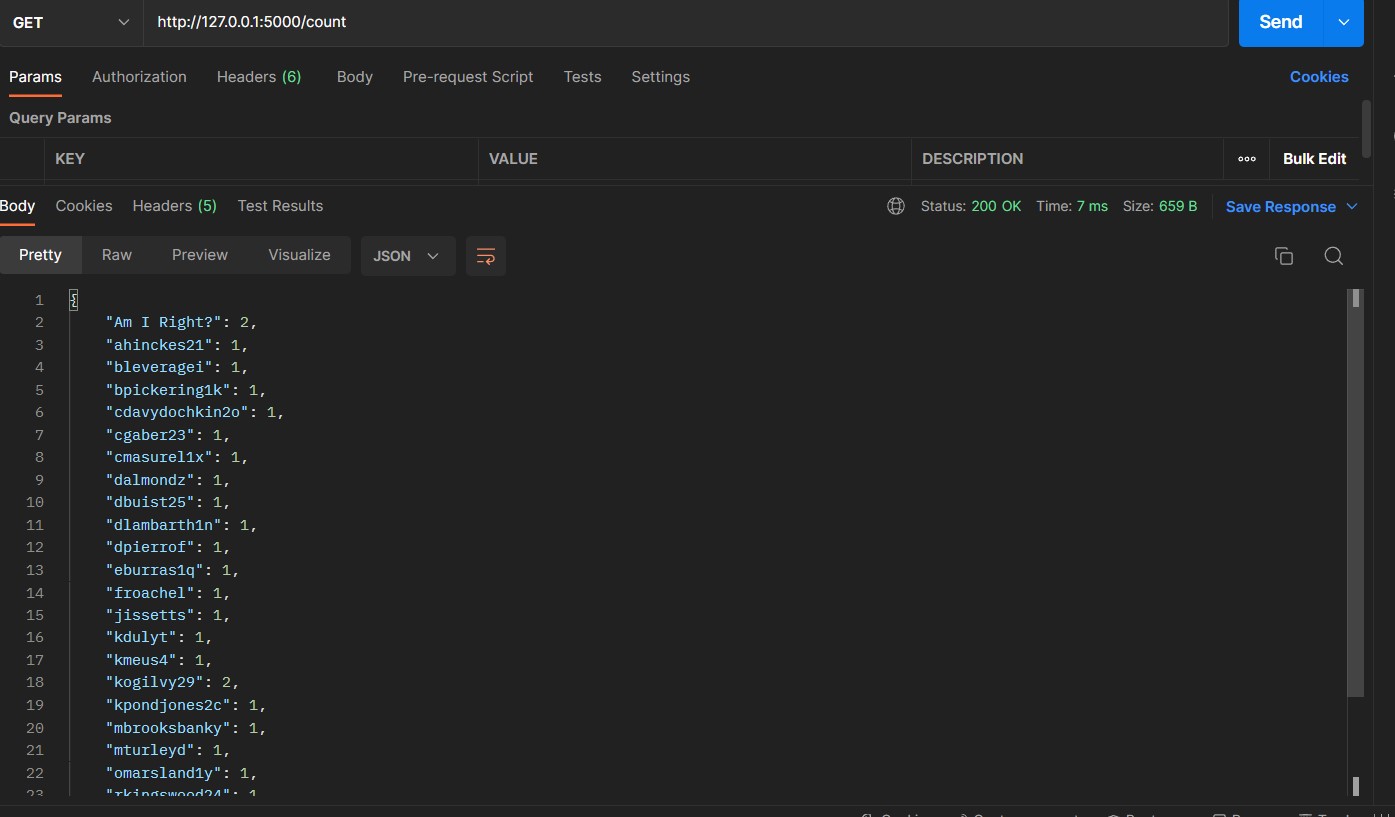 GET http://127.0.0.1:5000/count Send
Params Authorization Headers (6) Body Pre-request Script Tests Settings Cookies
Query Params
KEY VALUE DESCRIPTION Bulk Edit
Body Cookies Headers (5) Test Results Status: 200 OK Time: 7 ms Size: 659 B Save Response
Pretty Raw Preview Visualize JSON
1 {
2 "Am I Right?": 2,
3 "ahinckes21": 1,
4 "bleveragei": 1,
5 "bpickering1k": 1,
6 "cdavydochkin2o": 1,
7 "cgaber23": 1,
8 "cmasurel1x": 1,
9 "dalmondz": 1,
10 "dbuist25": 1,
11 "dlambarth1n": 1,
12 "dpierrof": 1,
13 "eburras1q": 1,
14 "froachel": 1,
15 "jissetts": 1,
16 "kdulyt": 1,
17 "kmeus4": 1,
18 "kogilvy29": 2,
19 "kpondjones2c": 1,
20 "mbrooksbanky": 1,
21 "mturleyd": 1,
22 "omarsland1y": 1,
23 "rkingswood24": 1